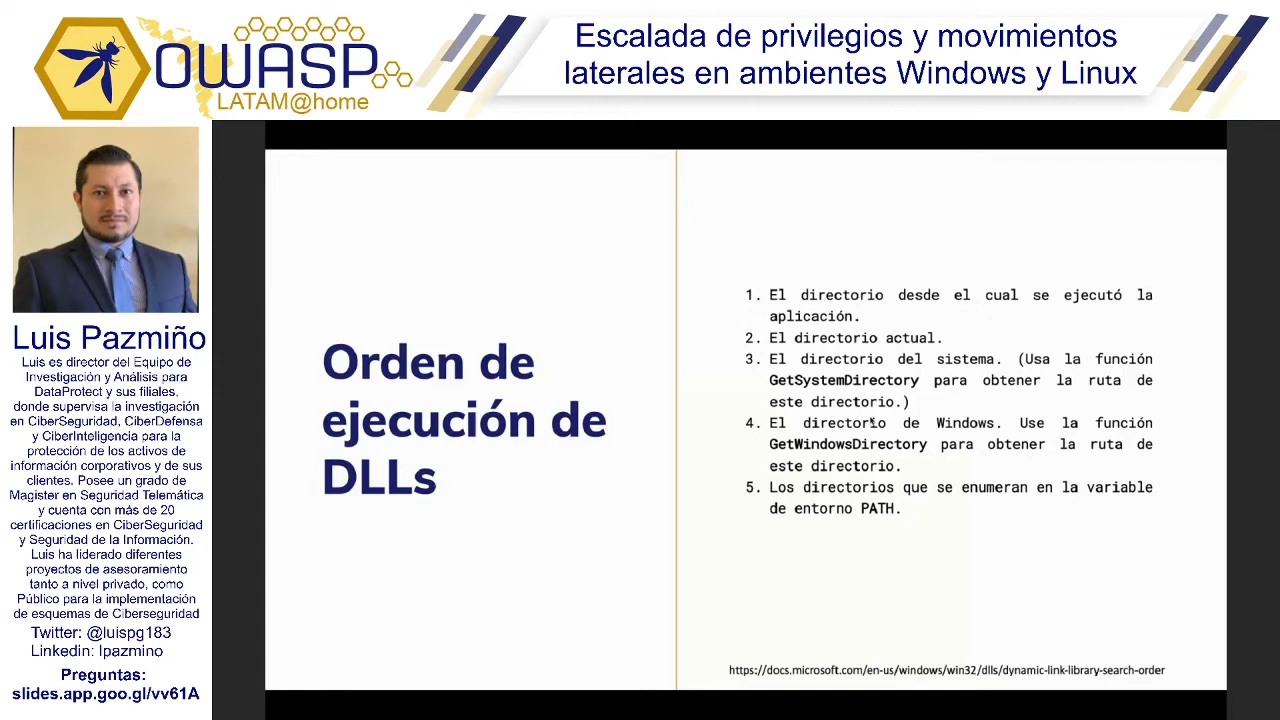 OWASP
LATAM@home
Escalada de privilegios y movimientos
laterales en ambientes Windows y Linux
Luis Pazmiño
Luis es director del Equipo de
Investigación y Análisis para
DataProtect y sus filiales,
donde supervisa la investigación
en CiberSeguridad, CiberDefensa
y CiberInteligencia para la
protección de los activos de
información corporativos y de sus
clientes. Posee un grado de
Magister en Seguridad Telemática
y cuenta con más de 20
certificaciones en CiberSeguridad
y Seguridad de la Información.
Luis ha liderado diferentes
proyectos de asesoramiento
tanto a nivel privado, como
Público para la implementación
de esquemas de Ciberseguridad
Twitter: @luispg183
Linkedin: lpazmino
Preguntas:
slides.app.goo.gl/vv61A
Orden de
ejecución de
DLLs
1. El directorio desde el cual se ejecutó la
aplicación.
2. El directorio actual.
3. El directorio del sistema. (Usa la función
GetSystemDirectory para obtener la ruta de
este directorio.)
4. El directorio de Windows. Use la función
GetWindowsDirectory para obtener la ruta de
este directorio.
5. Los directorios que se enumeran en la variable
de entorno PATH.
https://docs.microsoft.com/en-us/windows/win32/dlls/dynamic-link-library-search-order